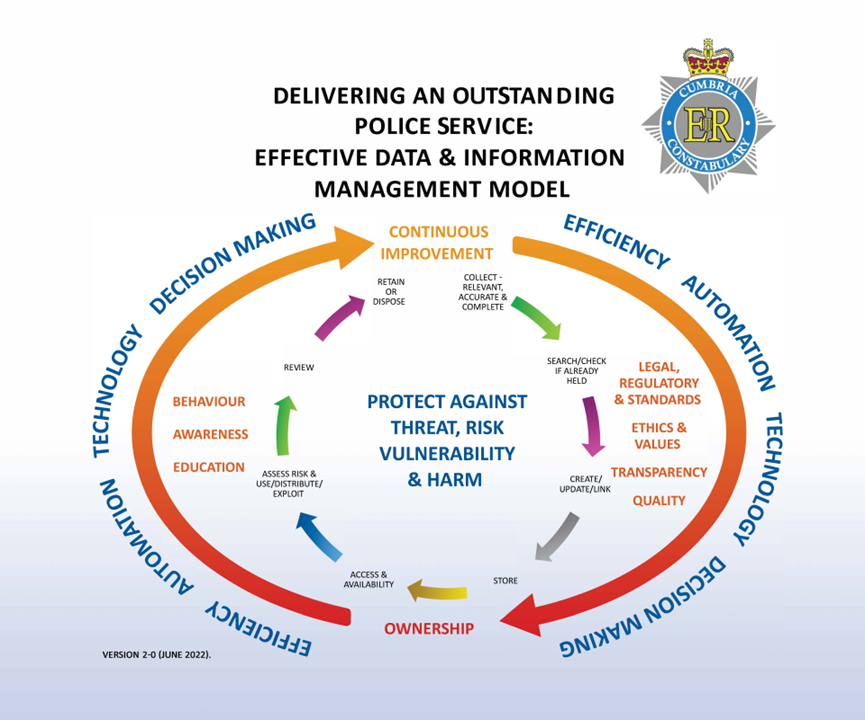 DELIVERING AN OUTSTANDING
POLICE SERVICE:
EFFECTIVE DATA & INFORMATION
MANAGEMENT MODEL
CUMBRIA
EIIR
CONSTABULARY
CONTINUOUS
IMPROVEMENT
EFFICIENCY
AUTOMATION
TECHNOLOGY
DECISION MAKING
EFFICIENCY
AUTOMATION
TECHNOLOGY
DECISION MAKING
COLLECT -
RELEVANT,
ACCURATE &
COMPLETE
SEARCH/CHECK
IF ALREADY
HELD
CREATE/
UPDATE/LINK
STORE
ACCESS &
AVAILABILITY
ASSESS RISK &
USE/DISTRIBUTE/
EXPLOIT
REVIEW
RETAIN
OR
DISPOSE
LEGAL,
REGULATORY
& STANDARDS
ETHICS &
VALUES
TRANSPARENCY
QUALITY
BEHAVIOUR
AWARENESS
EDUCATION
PROTECT AGAINST
THREAT, RISK
VULNERABILITY
& HARM
OWNERSHIP
VERSION 2-0 (JUNE 2022).